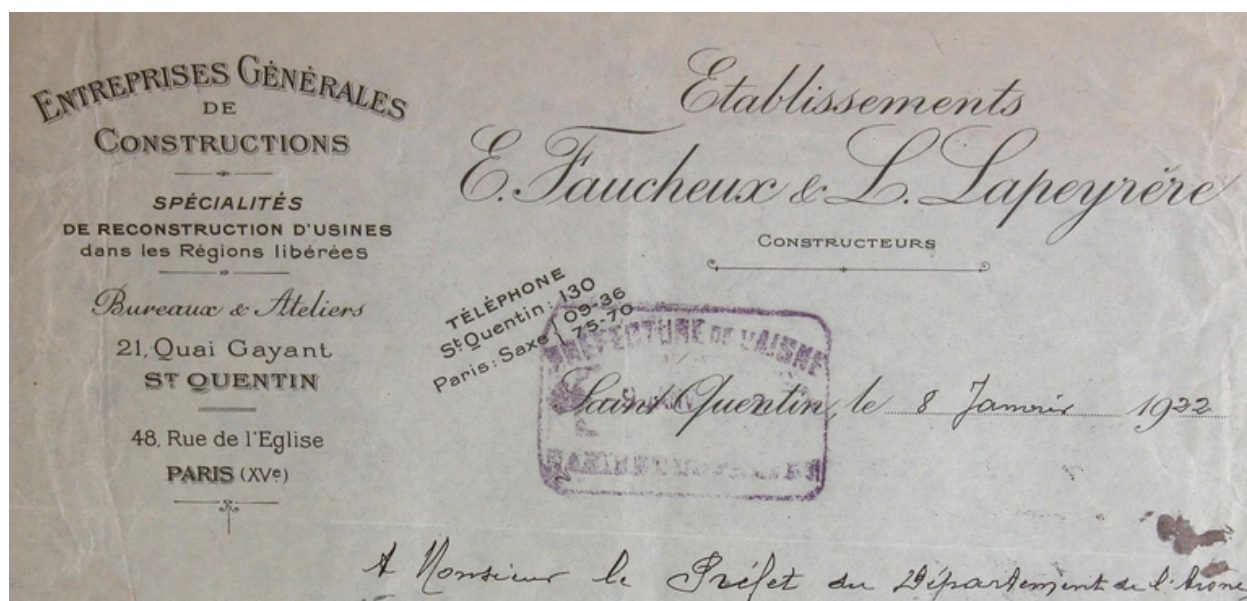 ENTREPRISES GÉNÉRALES
DE
CONSTRUCTIONS
SPÉCIALITÉS
DE RECONSTRUCTION D'USINES
dans les Régions libérées
Bureaux & Ateliers
21, Quai Gayant
ST QUENTIN
48, Rue de l'Eglise
PARIS (XVe)
Etablissements
E. Faucheux & L. Lapeyrère
CONSTRUCTEURS
TÉLÉPHONE
St Quentin: 130
Paris: Saxe 09-36
75-70
PRÉFECTURE DE L'AISNE
Saint Quentin, le 8 Janvier 1922
A Monsieur le Préfet du Département de l'Aisne